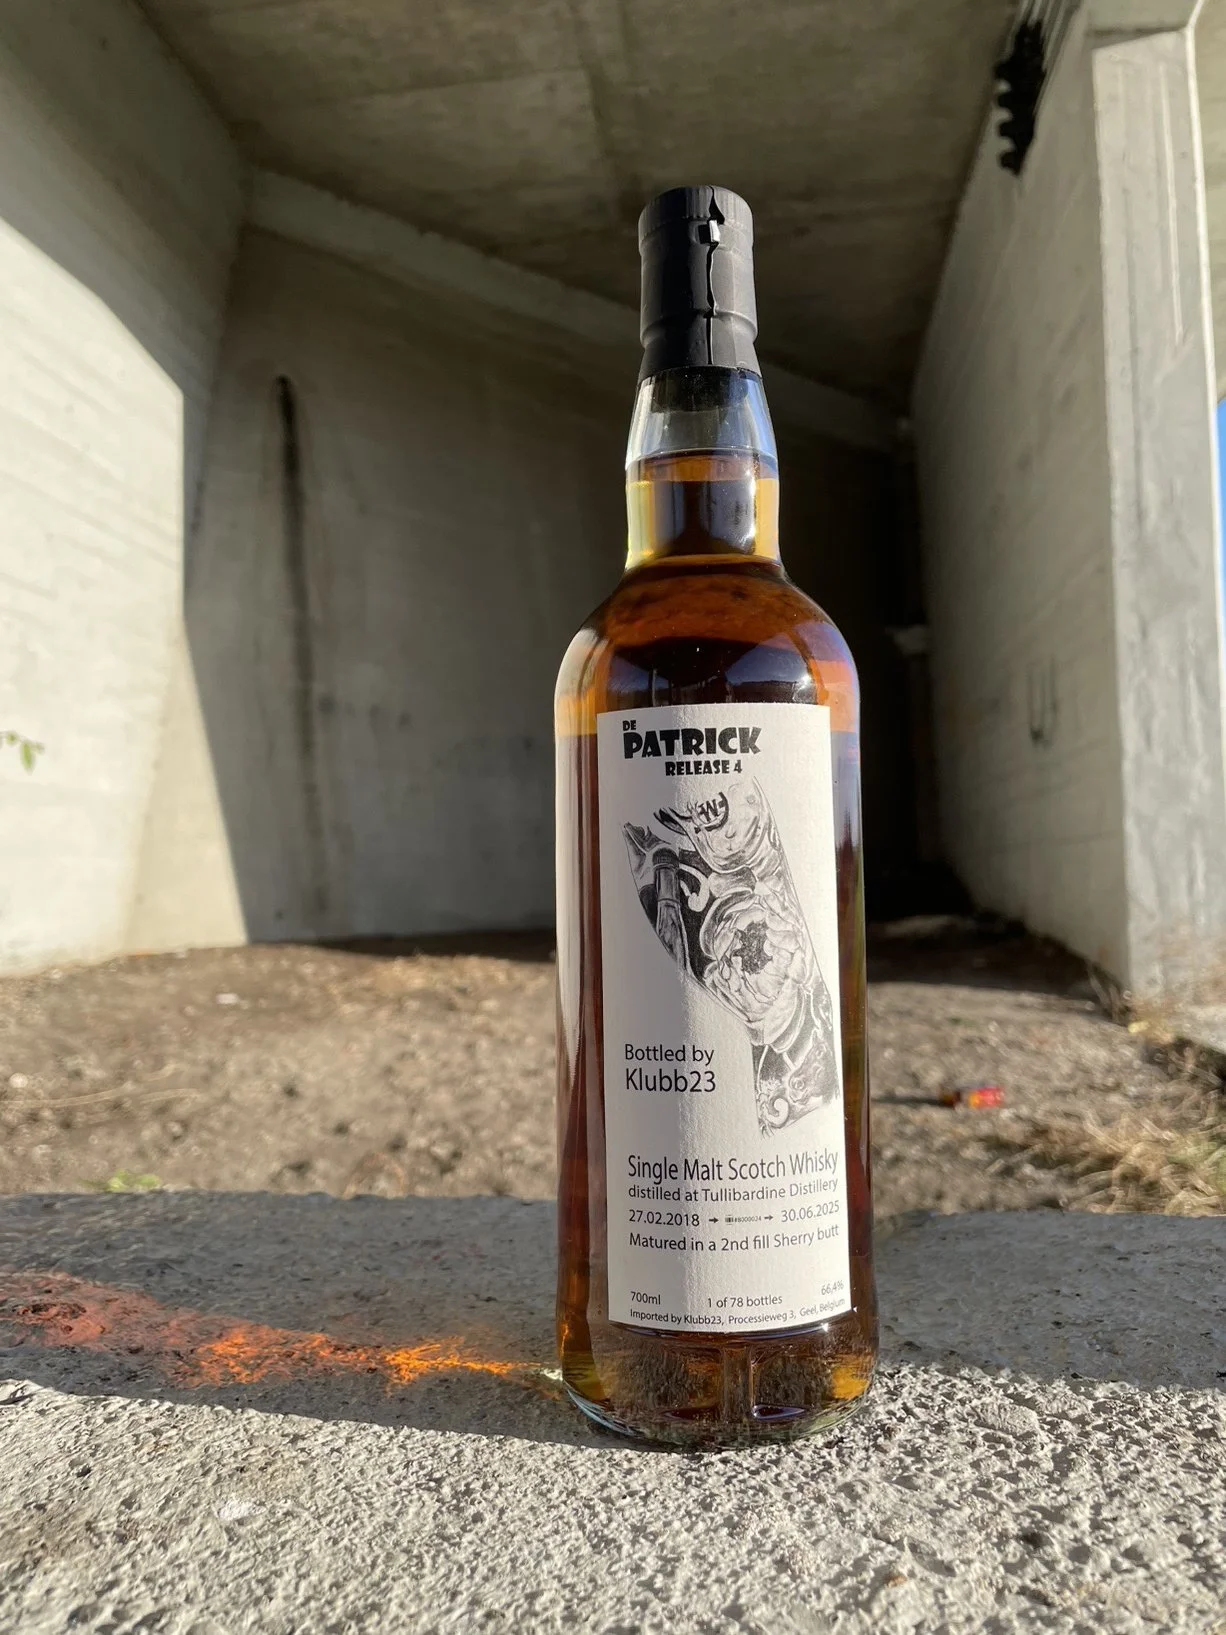 DE
PATRICK
RELEASE 4
W
Bottled by
Klubb23
Single Malt Scotch Whisky
distilled at Tullibardine Distillery
27.02.2018 → → 30.06.2025
Matured in a 2nd fill Sherry butt
66,4%
700ml 1 of 78 bottles
Imported by Klubb23, Processieweg 3, Geel, Belgium